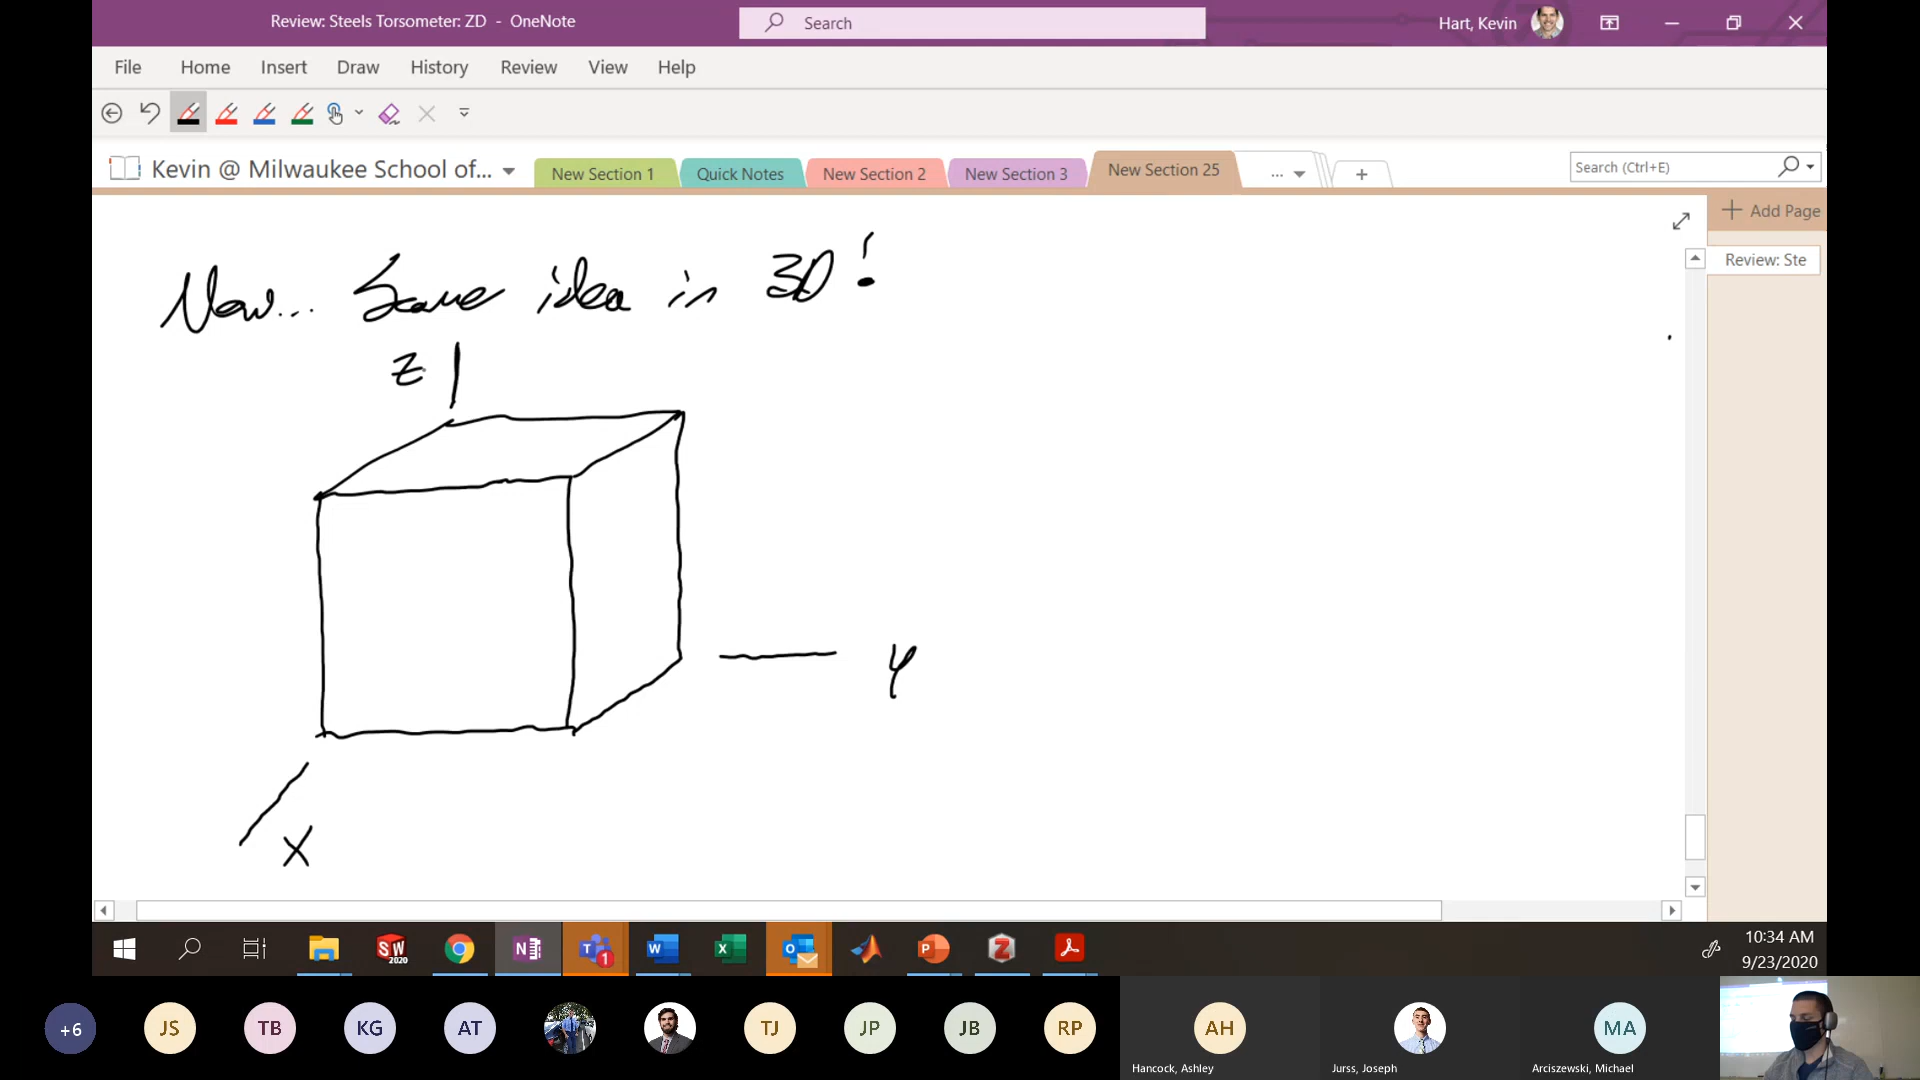 Review: Steels Torsometer: ZD - OneNote
Search
Hart, Kevin
File Home Insert Draw History Review View Help
Kevin @ Milwaukee School of...
New Section 1
Quick Notes
New Section 2
New Section 3
New Section 25
...
+
Search (Ctrl+E)
Add Page
Review: Ste
Now... Same idea in 3D!
z
y
x
SW
2020
N
T
1
W
X
O
P
Z
10:34 AM
9/23/2020
+6
JS
TB
KG
AT
TJ
JP
JB
RP
AH
MA
Hancock, Ashley
Jurss, Joseph
Arciszewski, Michael